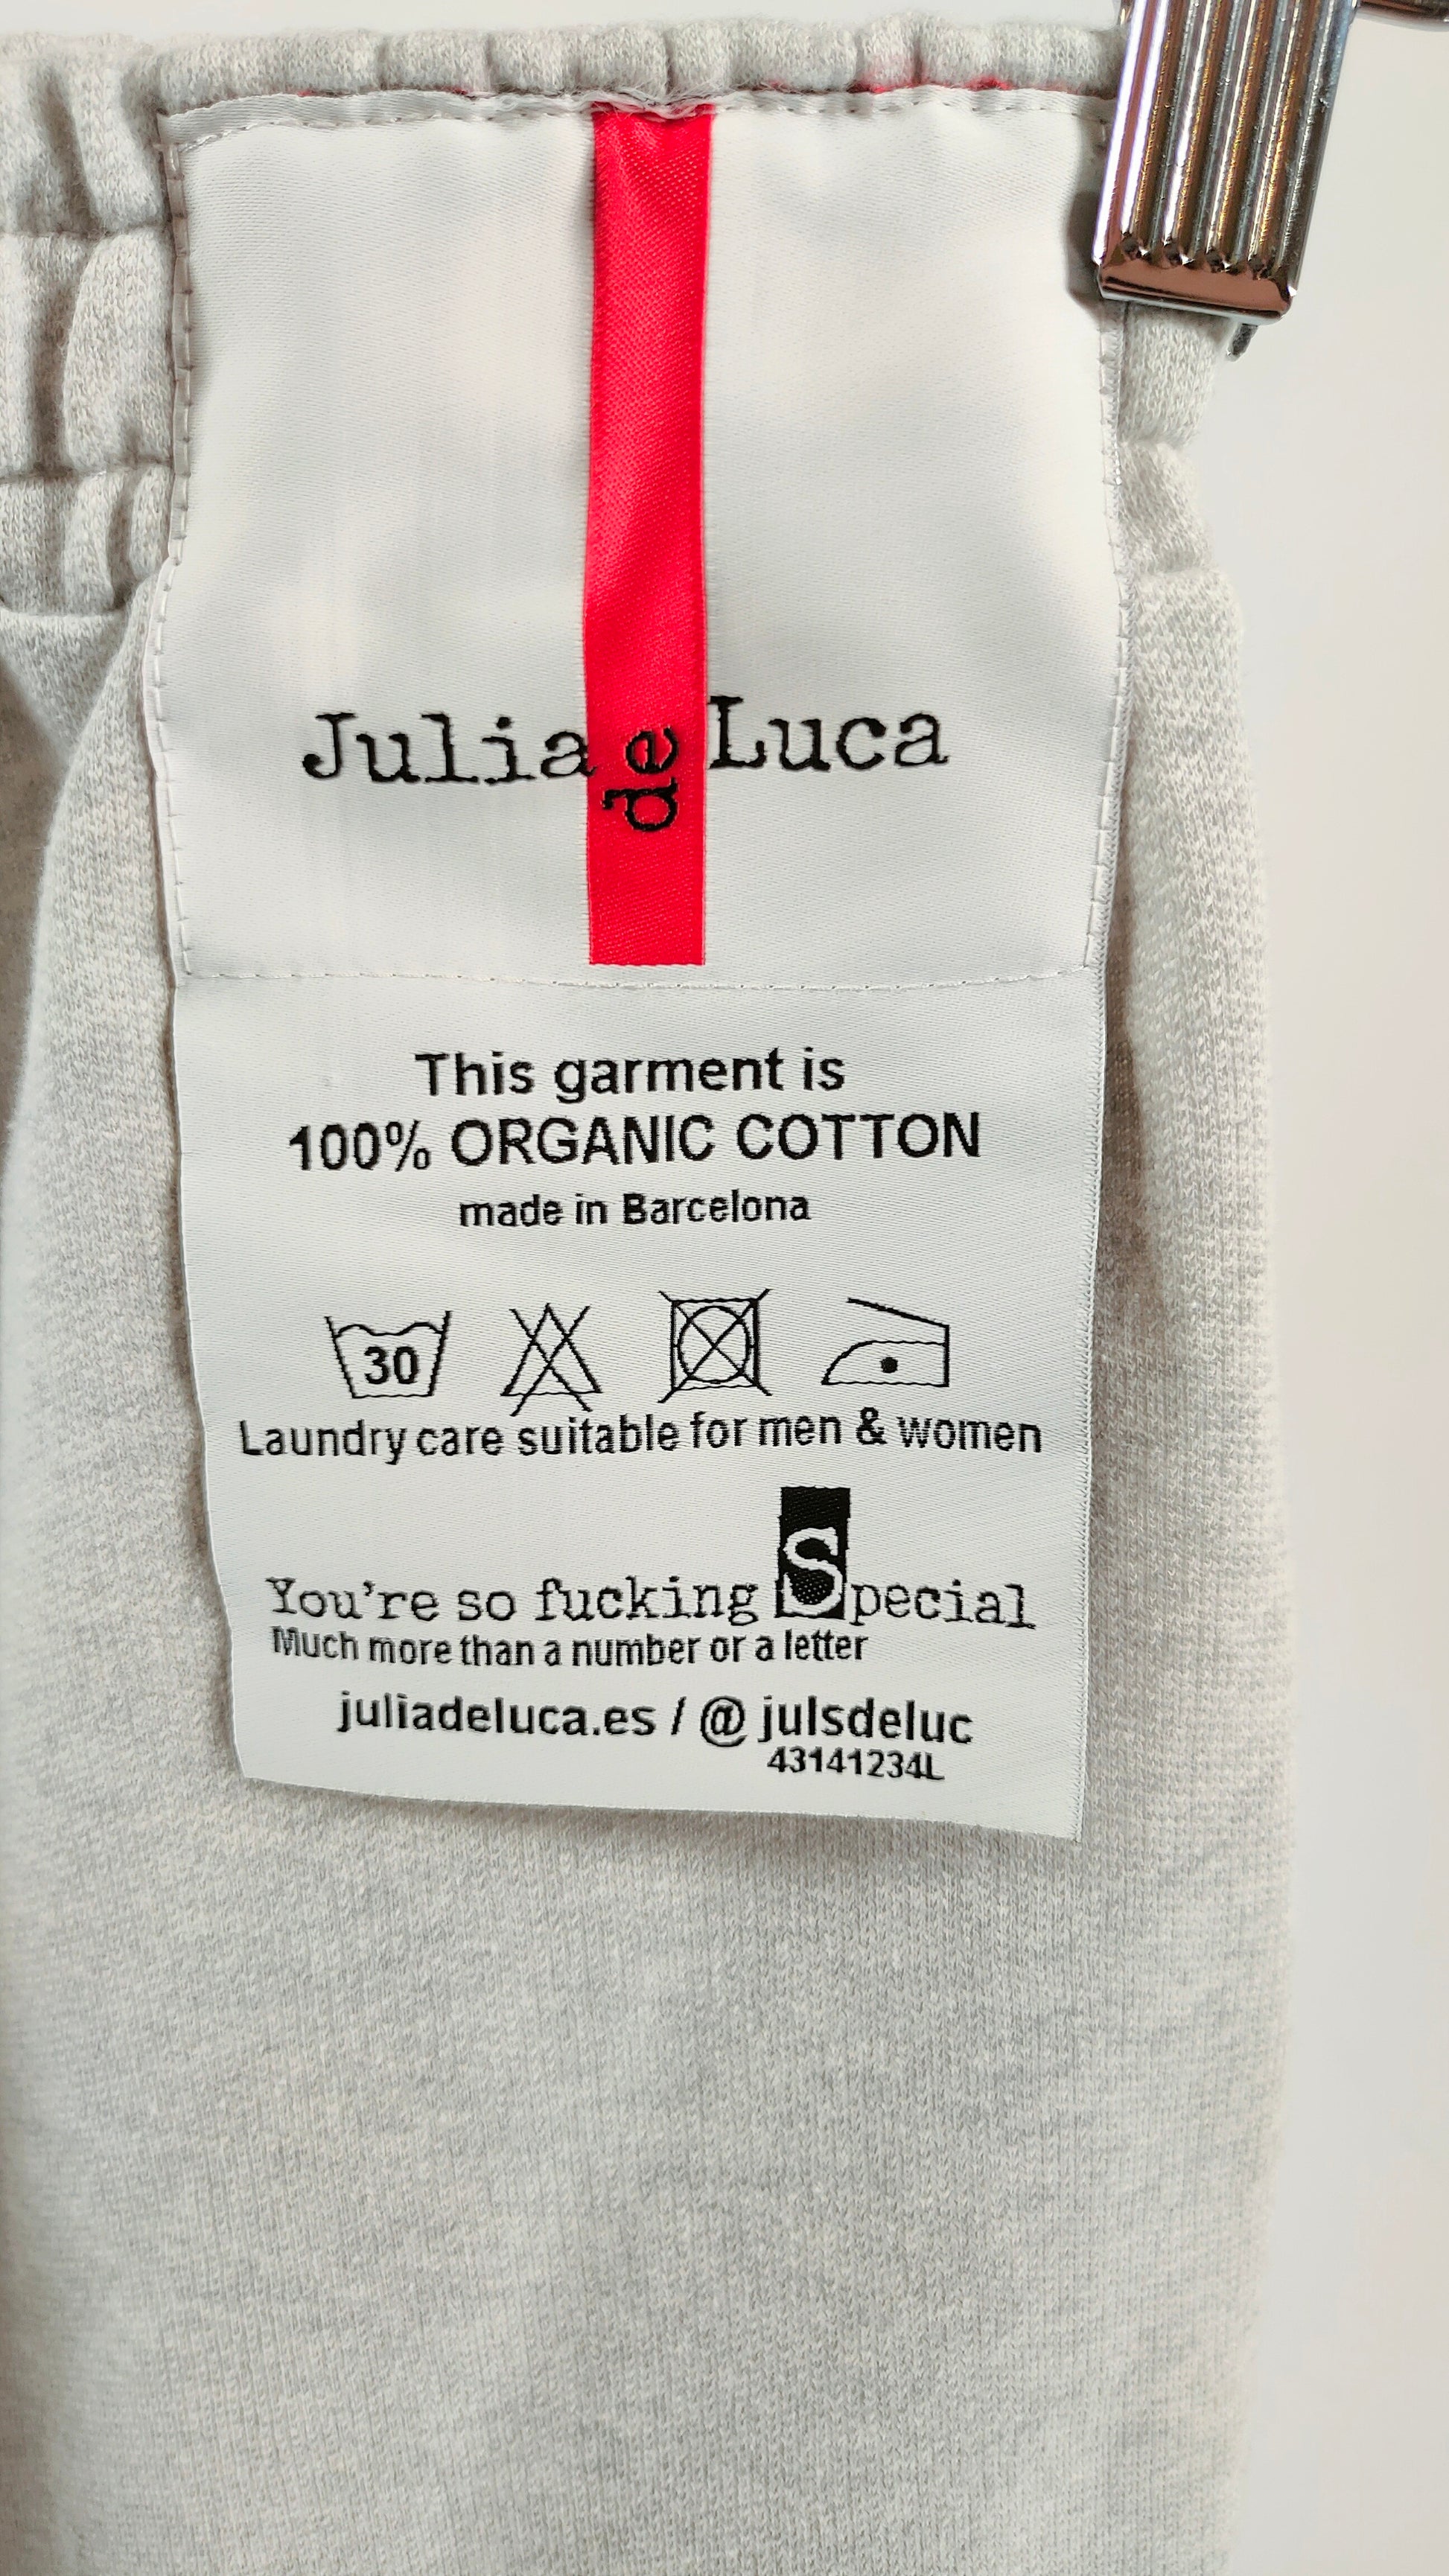 Julia de Luca
This garment is
100% ORGANIC COTTON
made in Barcelona
30
Laundry care suitable for men & women
You're so fucking Special
Much more than a number or a letter
juliadeluca.es / @ julsdeluc
43141234L